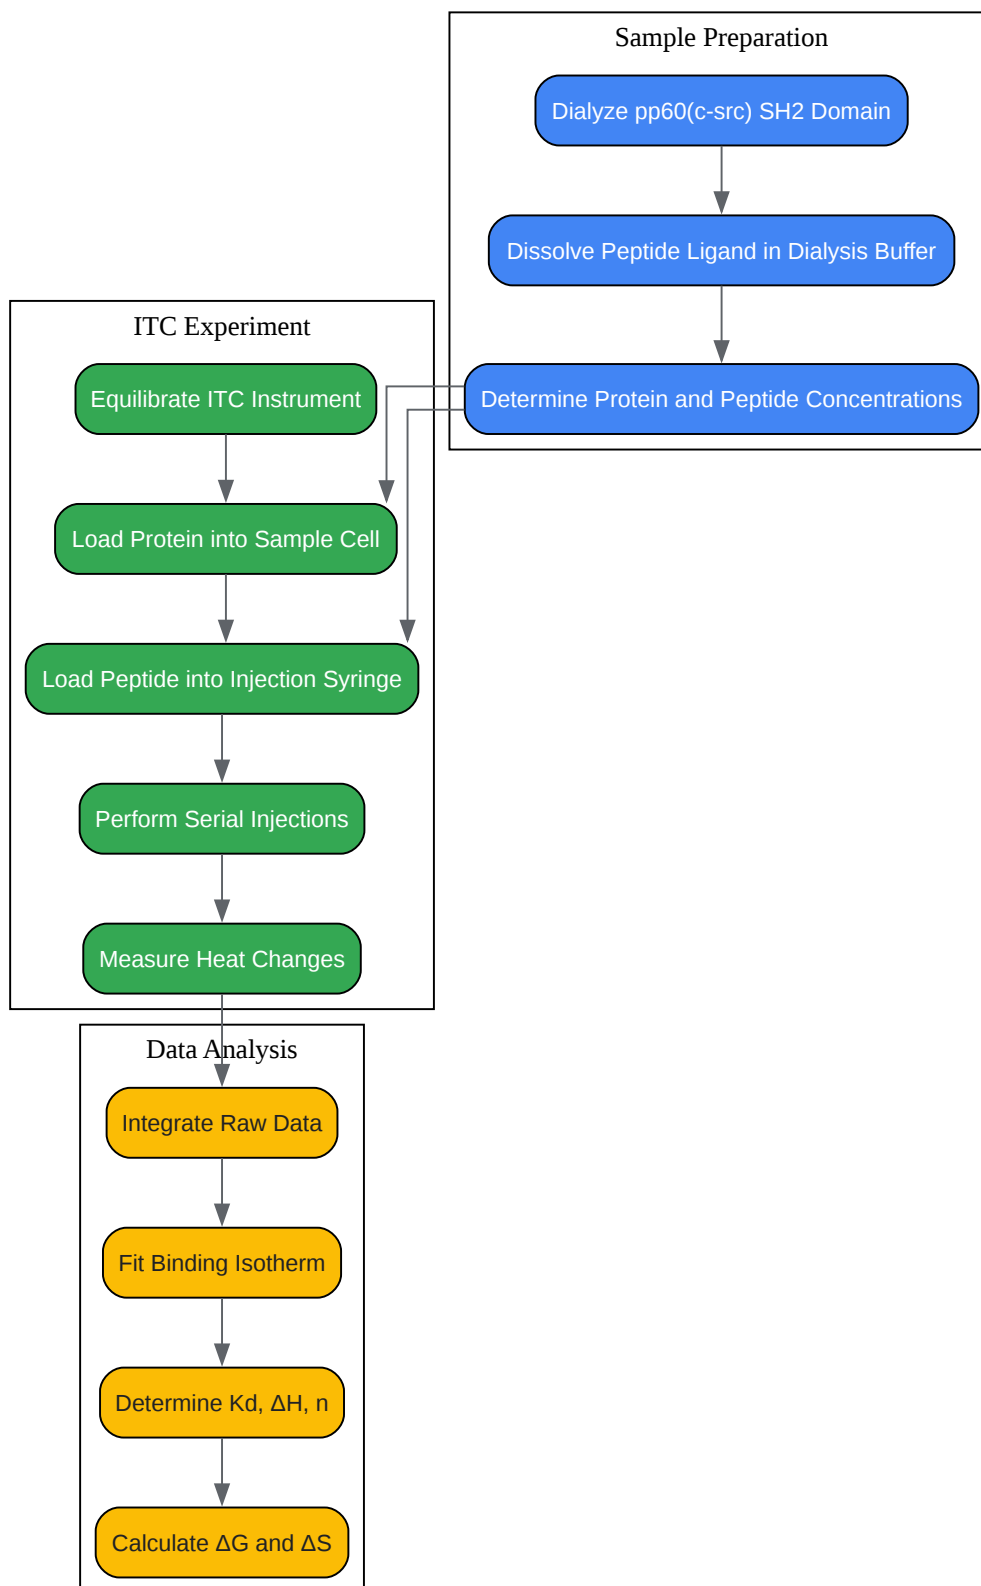 Sample Preparation
Dialyze pp60(c-src) SH2 Domain
Dissolve Peptide Ligand in Dialysis Buffer
Determine Protein and Peptide Concentrations
ITC Experiment
Equilibrate ITC Instrument
Load Protein into Sample Cell
Load Peptide into Injection Syringe
Perform Serial Injections
Measure Heat Changes
Data Analysis
Integrate Raw Data
Fit Binding Isotherm
Determine Kd, ΔH, n
Calculate ΔG and ΔS